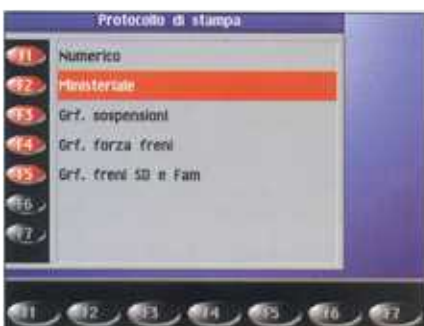 Protocollo di stampa
F1 Numerico
F2 Ministeriale
F3 Grf. sospensioni
F4 Grf. forza freni
F5 Grf. freni SD e Fam
F6
F7
F1 F2 F3 F4 F5 F6 F7